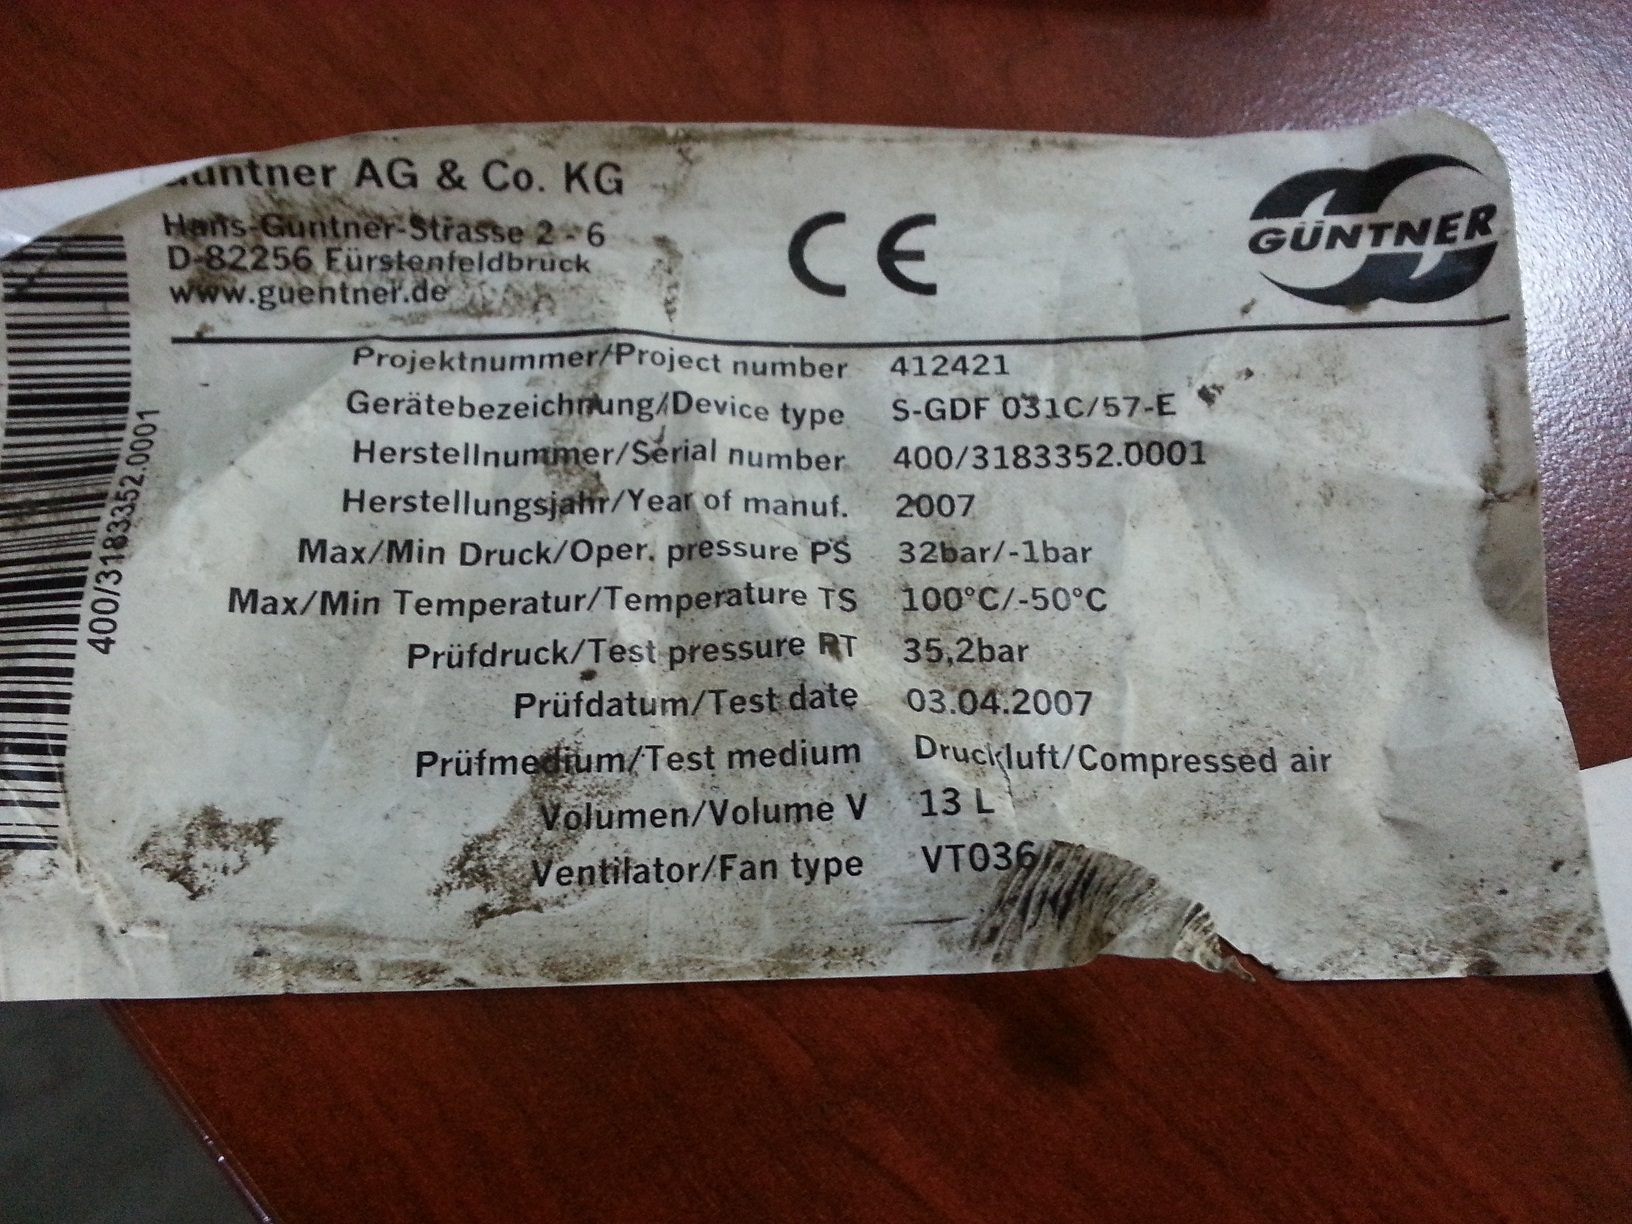 Güntner AG & Co. KG
Hans-Güntner-Strasse 2 - 6
D-82256 Fürstenfeldbruck
www.guentner.de
CE
GÜNTNER
400/3183352.0001
Projektnummer/Project number 412421
Gerätebezeichnung/Device type S-GDF 031C/57-E
Herstellnummer/Serial number 400/3183352.0001
Herstellungsjahr/Year of manuf. 2007
Max/Min Druck/Oper. pressure PS 32bar/-1bar
Max/Min Temperatur/Temperature TS 100°C/-50°C
Prüfdruck/Test pressure PT 35,2bar
Prüfdatum/Test date 03.04.2007
Prüfmedium/Test medium Druckluft/Compressed air
Volumen/Volume V 13 L
Ventilator/Fan type VT036